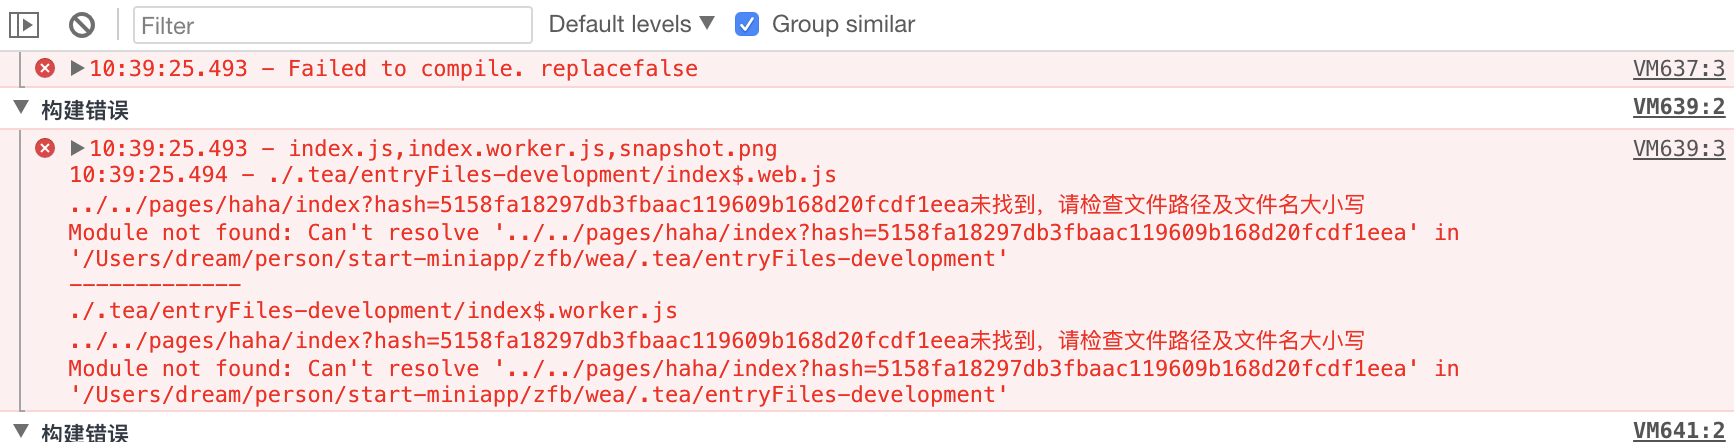 Filter
Default levels ▼
Group similar
10:39:25.493 – Failed to compile. replacefalse
VM637:3
构建错误
VM639:2
10:39:25.493 – index.js,index.worker.js,snapshot.png
VM639:3
10:39:25.494 – ./.tea/entryFiles-development/index$.web.js
../../pages/haha/index?hash=5158fa18297db3fbaac119609b168d20fcdf1eea未找到，请检查文件路径及文件名大小写
Module not found: Can't resolve '../../pages/haha/index?hash=5158fa18297db3fbaac119609b168d20fcdf1eea' in
'/Users/dream/person/start-miniapp/zfb/wea/.tea/entryFiles-development'
-------------
./.tea/entryFiles-development/index$.worker.js
../../pages/haha/index?hash=5158fa18297db3fbaac119609b168d20fcdf1eea未找到，请检查文件路径及文件名大小写
Module not found: Can't resolve '../../pages/haha/index?hash=5158fa18297db3fbaac119609b168d20fcdf1eea' in
'/Users/dream/person/start-miniapp/zfb/wea/.tea/entryFiles-development'
构建错误
VM641:2